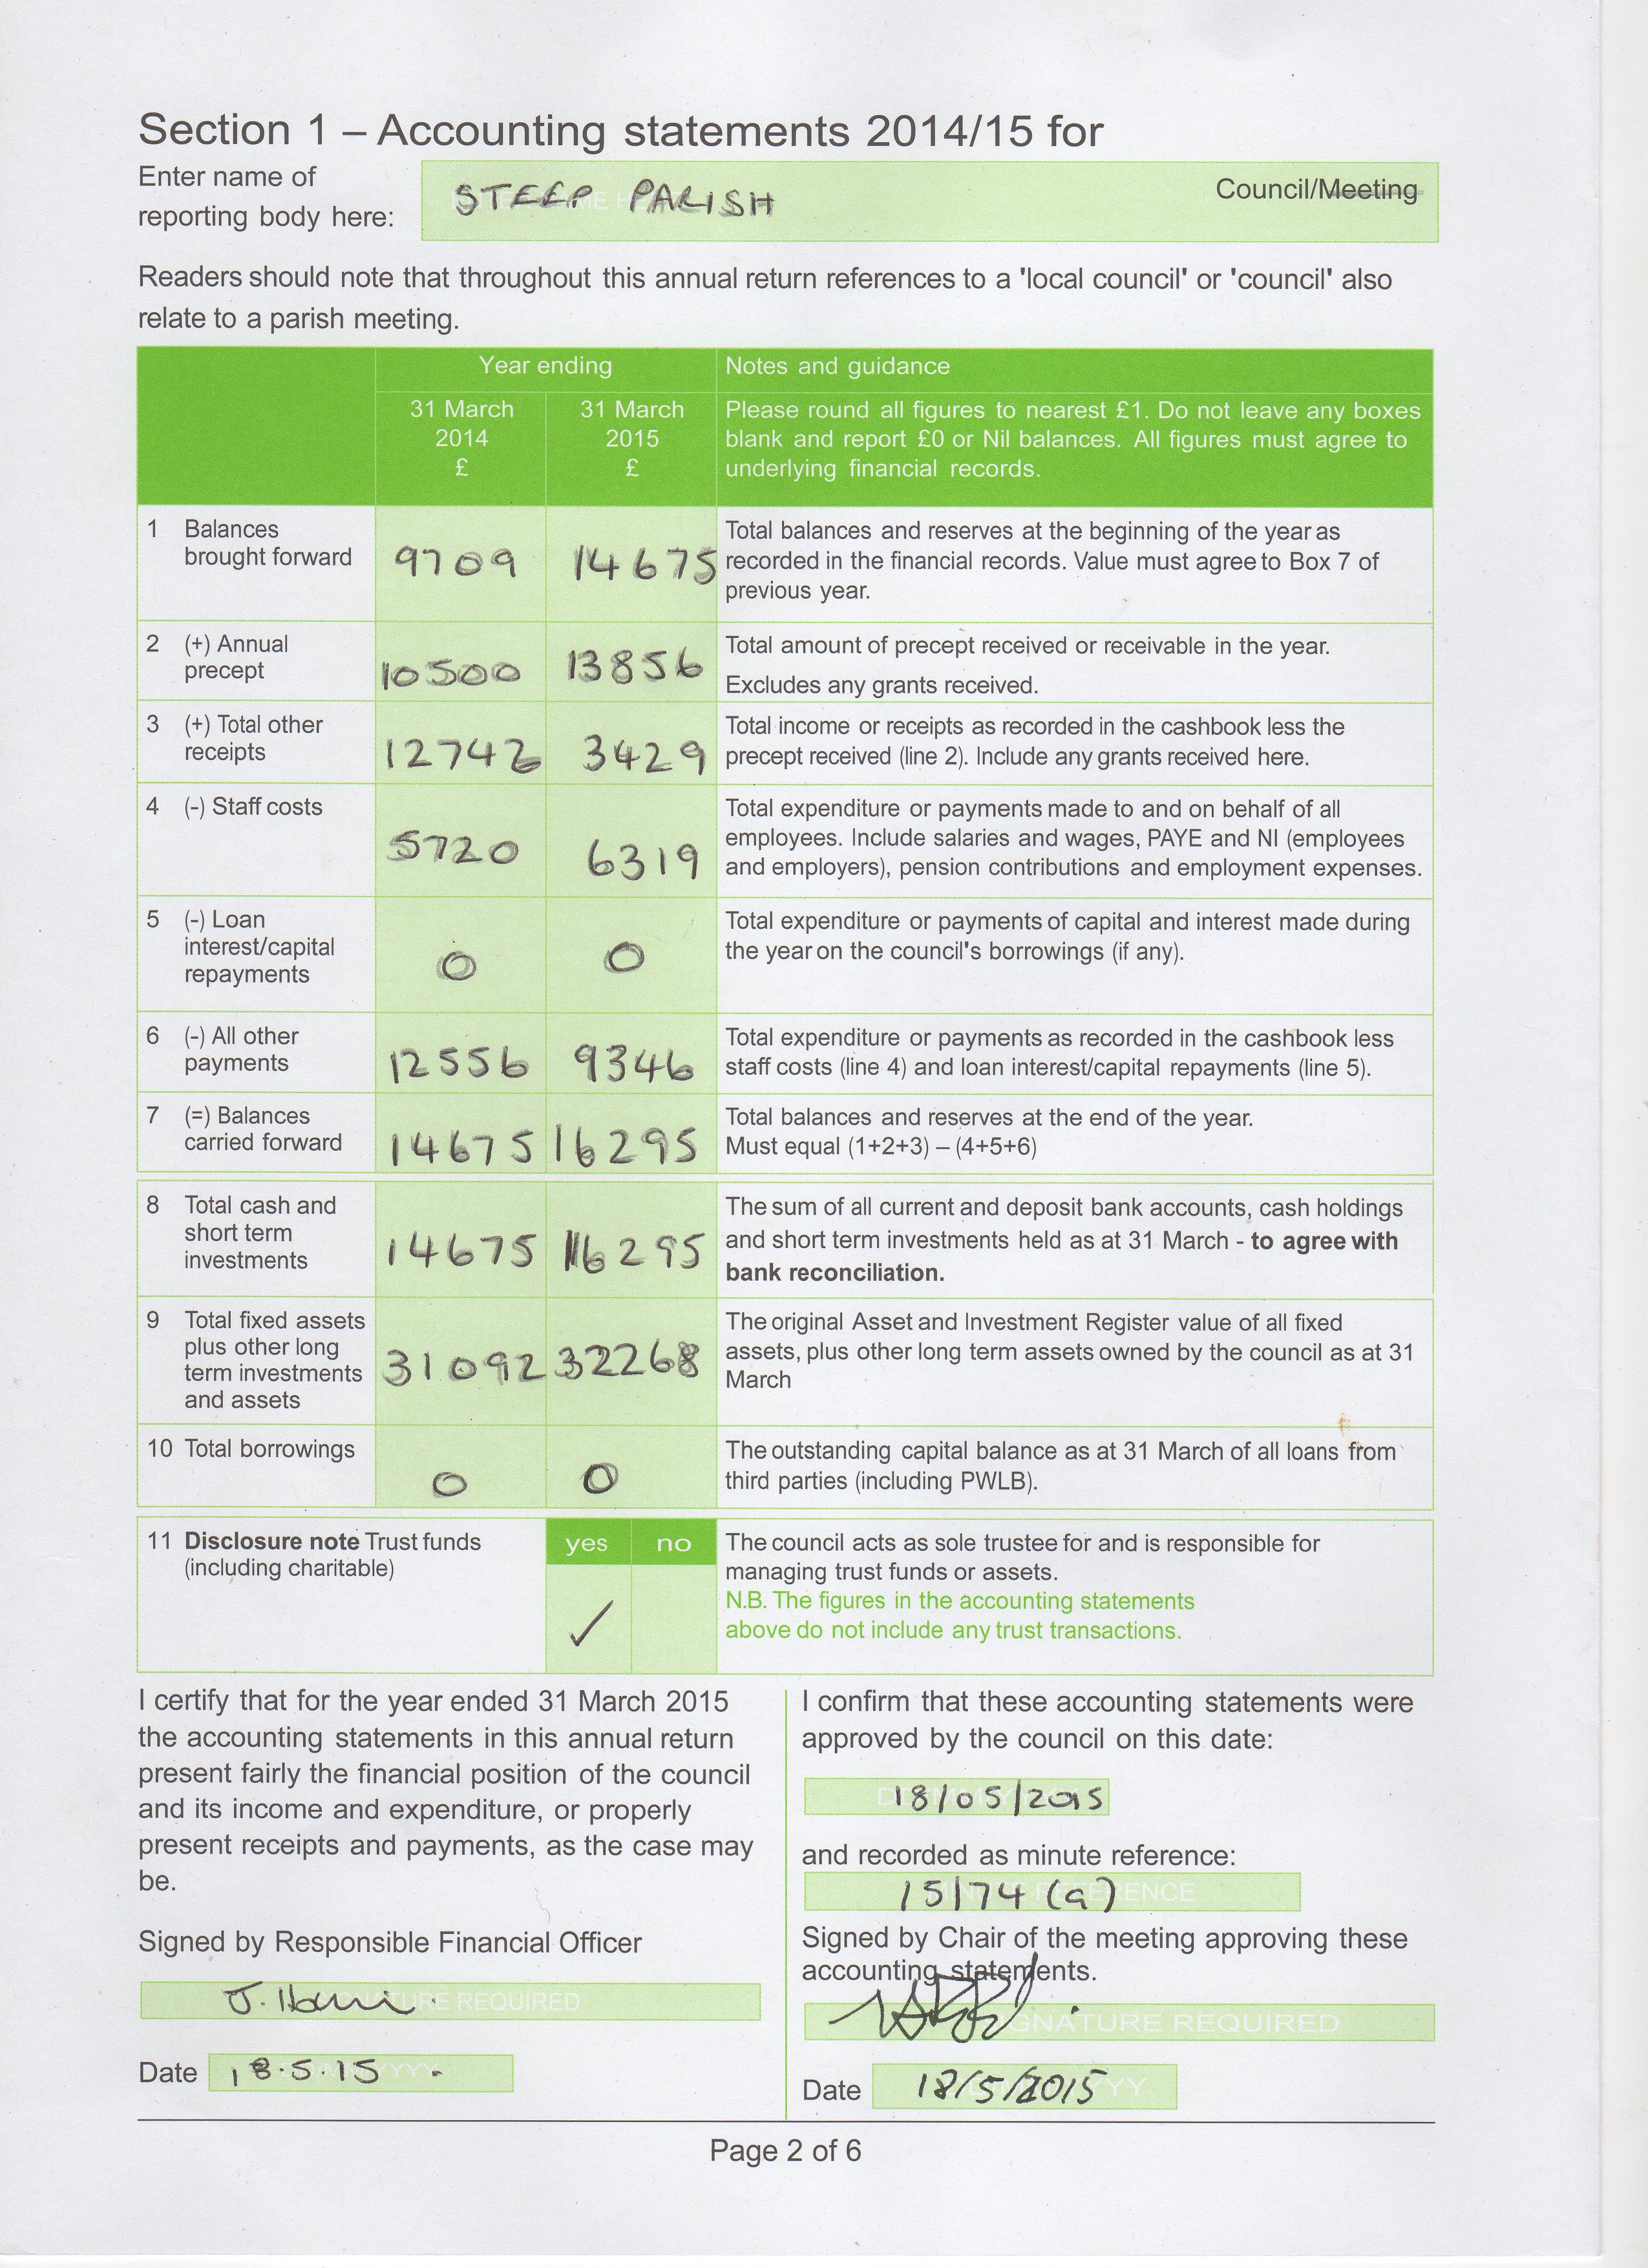 Section 1 – Accounting statements 2014/15 for
Enter name of
reporting body here:
STEEP PARISH
Council/Meeting
Readers should note that throughout this annual return references to a 'local council' or 'council' also
relate to a parish meeting.
Year ending
Notes and guidance
31 March
2014
£
31 March
2015
£
Please round all figures to nearest £1. Do not leave any boxes
blank and report £0 or Nil balances. All figures must agree to
underlying financial records.
1 Balances
brought forward
9709
14675
Total balances and reserves at the beginning of the year as
recorded in the financial records. Value must agree to Box 7 of
previous year.
2 (+) Annual
precept
10500
13856
Total amount of precept received or receivable in the year.
Excludes any grants received.
3 (+) Total other
receipts
12742
3429
Total income or receipts as recorded in the cashbook less the
precept received (line 2). Include any grants received here.
4 (-) Staff costs
5720
6319
Total expenditure or payments made to and on behalf of all
employees. Include salaries and wages, PAYE and NI (employees
and employers), pension contributions and employment expenses.
5 (-) Loan
interest/capital
repayments
0
0
Total expenditure or payments of capital and interest made during
the year on the council's borrowings (if any).
6 (-) All other
payments
12556
9346
Total expenditure or payments as recorded in the cashbook less
staff costs (line 4) and loan interest/capital repayments (line 5).
7 (=) Balances
carried forward
14675
16295
Total balances and reserves at the end of the year.
Must equal (1+2+3) – (4+5+6)
8 Total cash and
short term
investments
14675
16295
The sum of all current and deposit bank accounts, cash holdings
and short term investments held as at 31 March - to agree with
bank reconciliation.
9 Total fixed assets
plus other long
term investments
and assets
31092
32268
The original Asset and Investment Register value of all fixed
assets, plus other long term assets owned by the council as at 31
March
10 Total borrowings
0
0
The outstanding capital balance as at 31 March of all loans from
third parties (including PWLB).
11 Disclosure note Trust funds
(including charitable)
yes
no
✓
The council acts as sole trustee for and is responsible for
managing trust funds or assets.
N.B. The figures in the accounting statements
above do not include any trust transactions.
I certify that for the year ended 31 March 2015
the accounting statements in this annual return
present fairly the financial position of the council
and its income and expenditure, or properly
present receipts and payments, as the case may
be.
Signed by Responsible Financial Officer
SIGNATURE REQUIRED
Date 18.5.15
I confirm that these accounting statements were
approved by the council on this date:
18/05/2015
and recorded as minute reference:
15/74 (a)
Signed by Chair of the meeting approving these
accounting statements.
SIGNATURE REQUIRED
Date 18/5/2015
Page 2 of 6